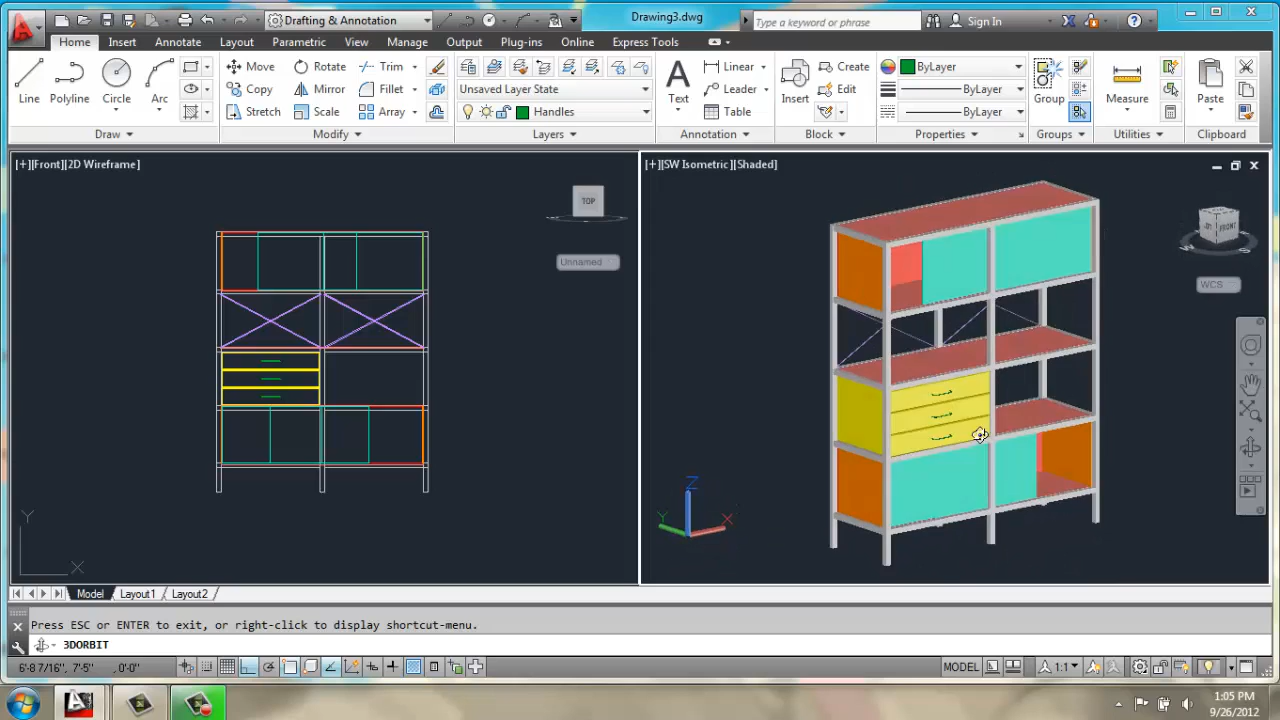 Drafting & Annotation
Drawing3.dwg
Type a keyword or phrase
Sign In
Home
Insert
Annotate
Layout
Parametric
View
Manage
Output
Plug-ins
Online
Express Tools
Line
Polyline
Circle
Arc
Move
Rotate
Trim
Copy
Mirror
Fillet
Stretch
Scale
Array
Unsaved Layer State
Handles
Text
Linear
Leader
Table
Insert
Create
Edit
ByLayer
ByLayer
ByLayer
Group
Measure
Paste
Draw
Modify
Layers
Annotation
Block
Properties
Groups
Utilities
Clipboard
[+][Front][2D Wireframe]
[+][SW Isometric][Shaded]
TOP
Unnamed
FRONT
WCS
Y
X
Z
Y
X
Model
Layout1
Layout2
Press ESC or ENTER to exit, or right-click to display shortcut-menu.
3DORBIT
6'-8 7/16", 7'-5", 0'-0"
MODEL
1:1
1:05 PM
9/26/2012